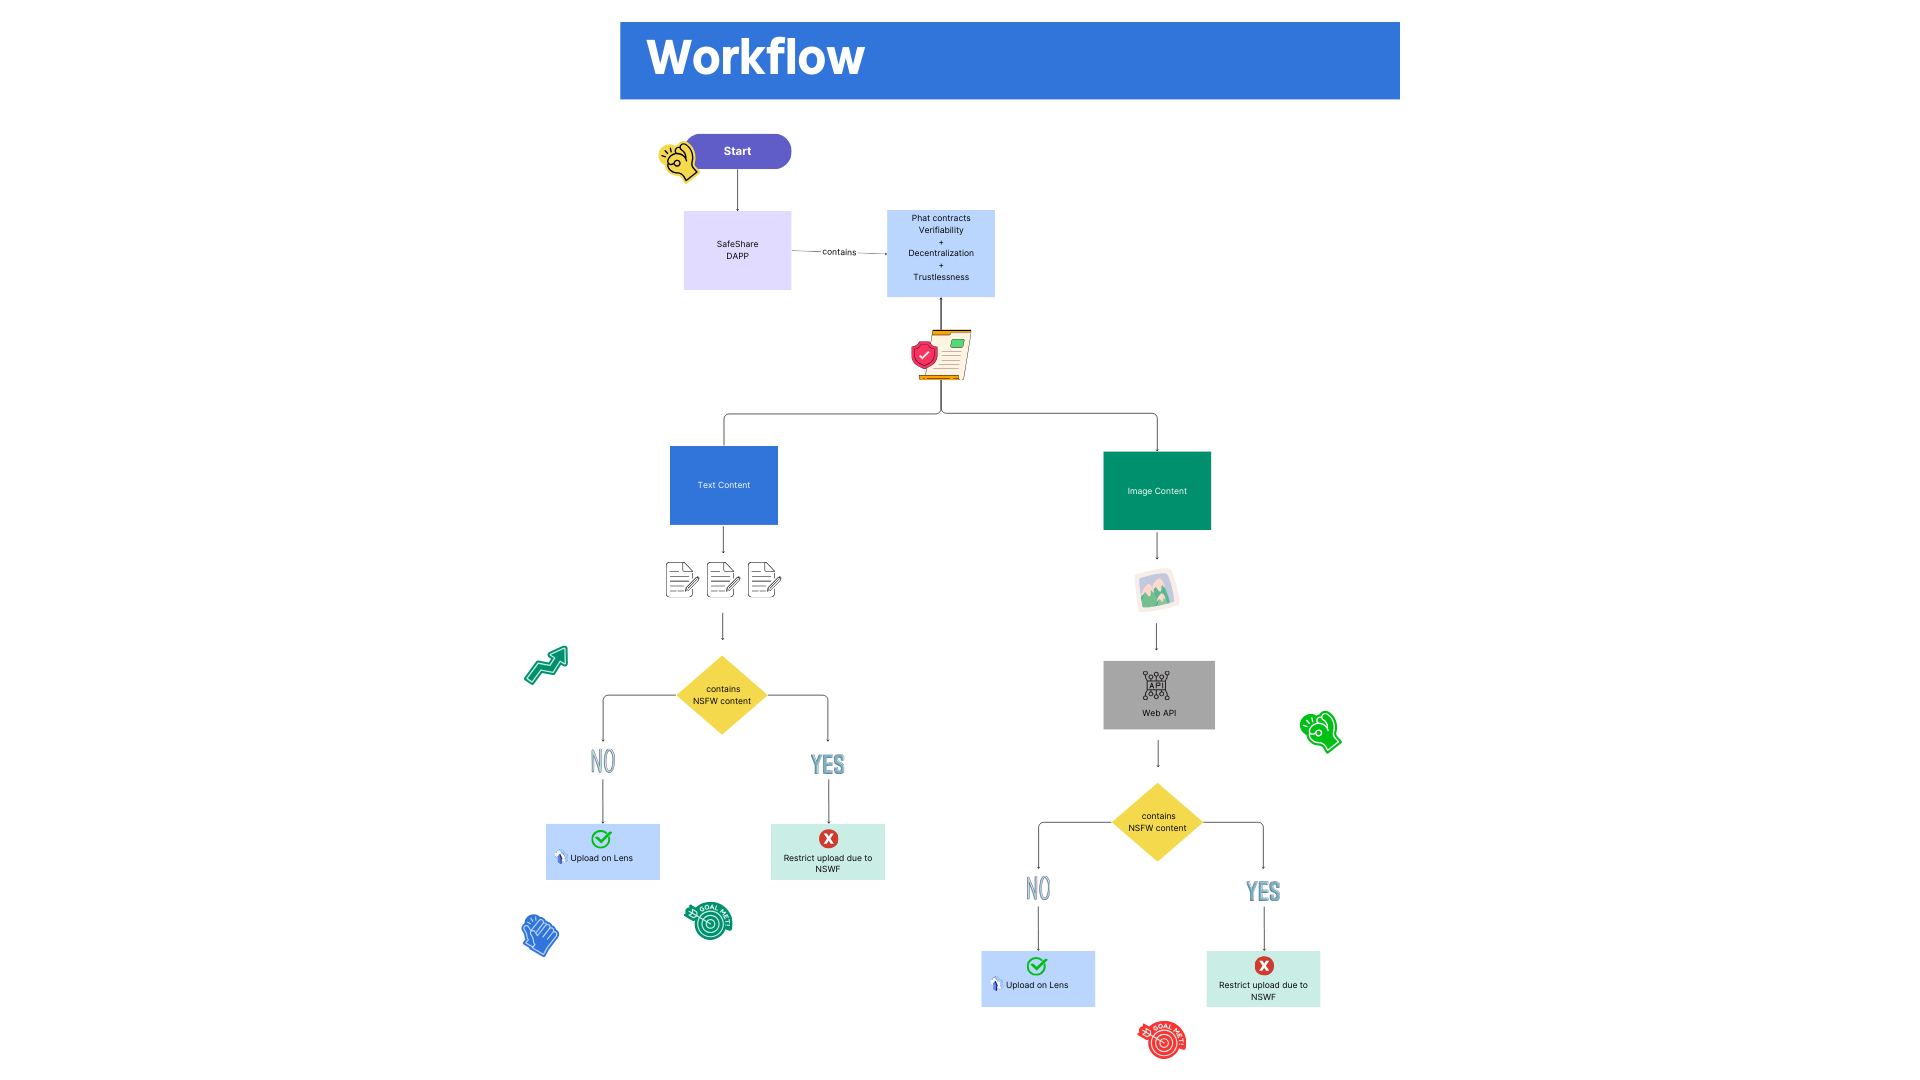 Workflow
Start
SafeShare
DAPP
contains
Phat contracts
Verifiability
+
Decentralization
+
Trustlessness
Text Content
Image Content
contains
NSFW content
NO
YES
Upload on Lens
Restrict upload due to
NSWF
GOAL MET!
API
Web API
contains
NSFW content
NO
YES
Upload on Lens
Restrict upload due to
NSWF
GOAL MET!